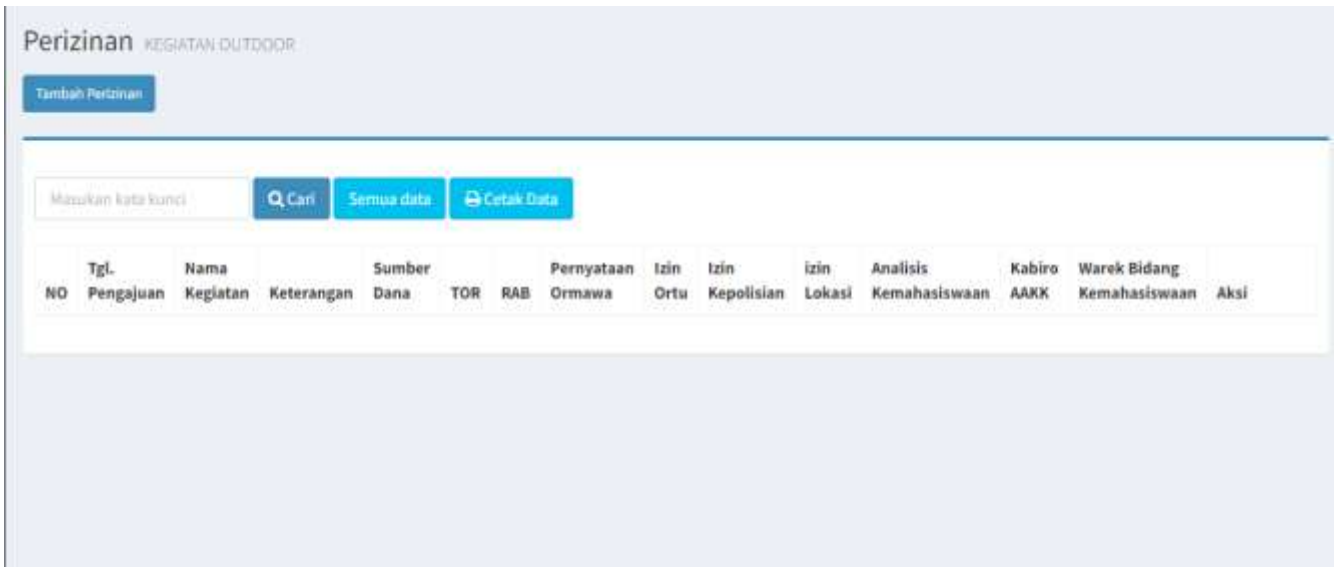 Perizinan KEGIATAN OUTDOOR
Tambah Perizinan
Masukan kata kunci
Cari
Semua data
Cetak Data
NO
Tgl. Pengajuan
Nama Kegiatan
Keterangan
Sumber Dana
TOR
RAB
Pernyataan Ormawa
Izin Ortu
Izin Kepolisian
izin Lokasi
Analisis Kemahasiswaan
Kabiro AAKK
Warek Bidang Kemahasiswaan
Aksi